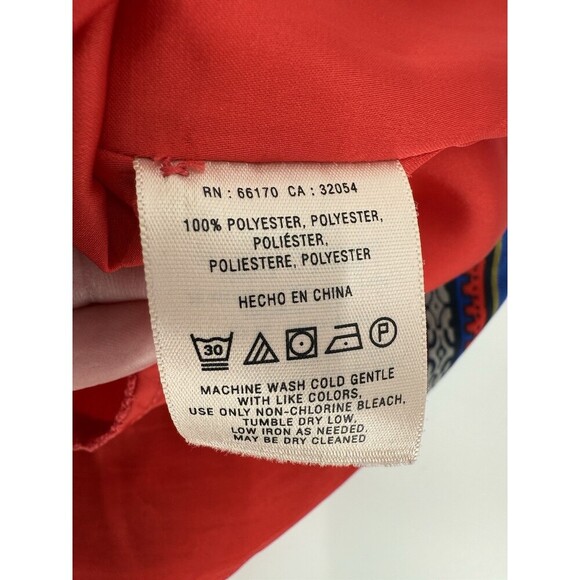 RN : 66170 CA : 32054
100% POLYESTER, POLYESTER,
POLIÉSTER,
POLIESTERE, POLYESTER
HECHO EN CHINA
30 P
MACHINE WASH COLD GENTLE
WITH LIKE COLORS,
USE ONLY NON-CHLORINE BLEACH.
TUMBLE DRY LOW,
LOW IRON AS NEEDED,
MAY BE DRY CLEANED